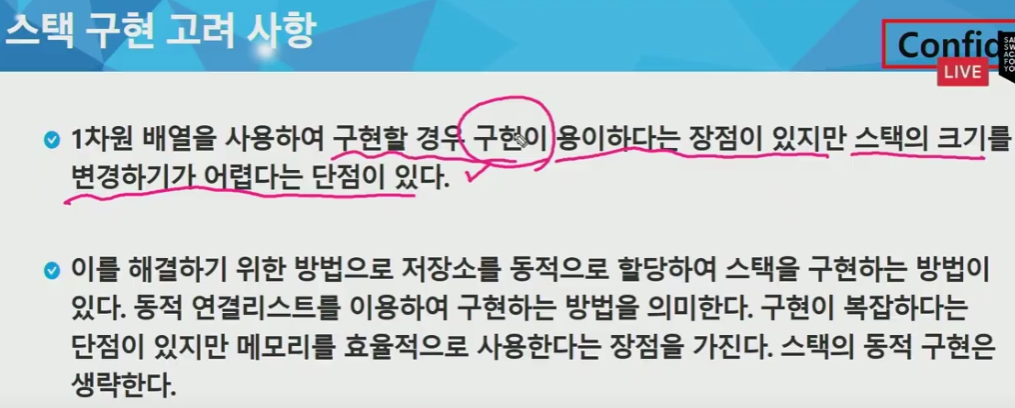 스택 구현 고려 사항
Confid
LIVE
1차원 배열을 사용하여 구현할 경우 구현이 용이하다는 장점이 있지만 스택의 크기를
변경하기가 어렵다는 단점이 있다.
이를 해결하기 위한 방법으로 저장소를 동적으로 할당하여 스택을 구현하는 방법이
있다. 동적 연결리스트를 이용하여 구현하는 방법을 의미한다. 구현이 복잡하다는
단점이 있지만 메모리를 효율적으로 사용한다는 장점을 가진다. 스택의 동적 구현은
생략한다.